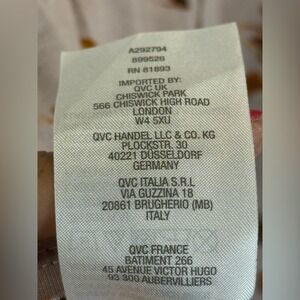 A292794
899526
RN 81893
IMPORTED BY:
QVC UK
CHISWICK PARK
566 CHISWICK HIGH ROAD
LONDON
W4 5XU
QVC HANDEL LLC & CO. KG
PLOCKSTR. 30
40221 DÜSSELDORF
GERMANY
QVC ITALIA S.R.L
VIA GUZZINA 18
20861 BRUGHERIO (MB)
ITALY
QVC FRANCE
BATIMENT 266
45 AVENUE VICTOR HUGO
93 300 AUBERVILLIERS